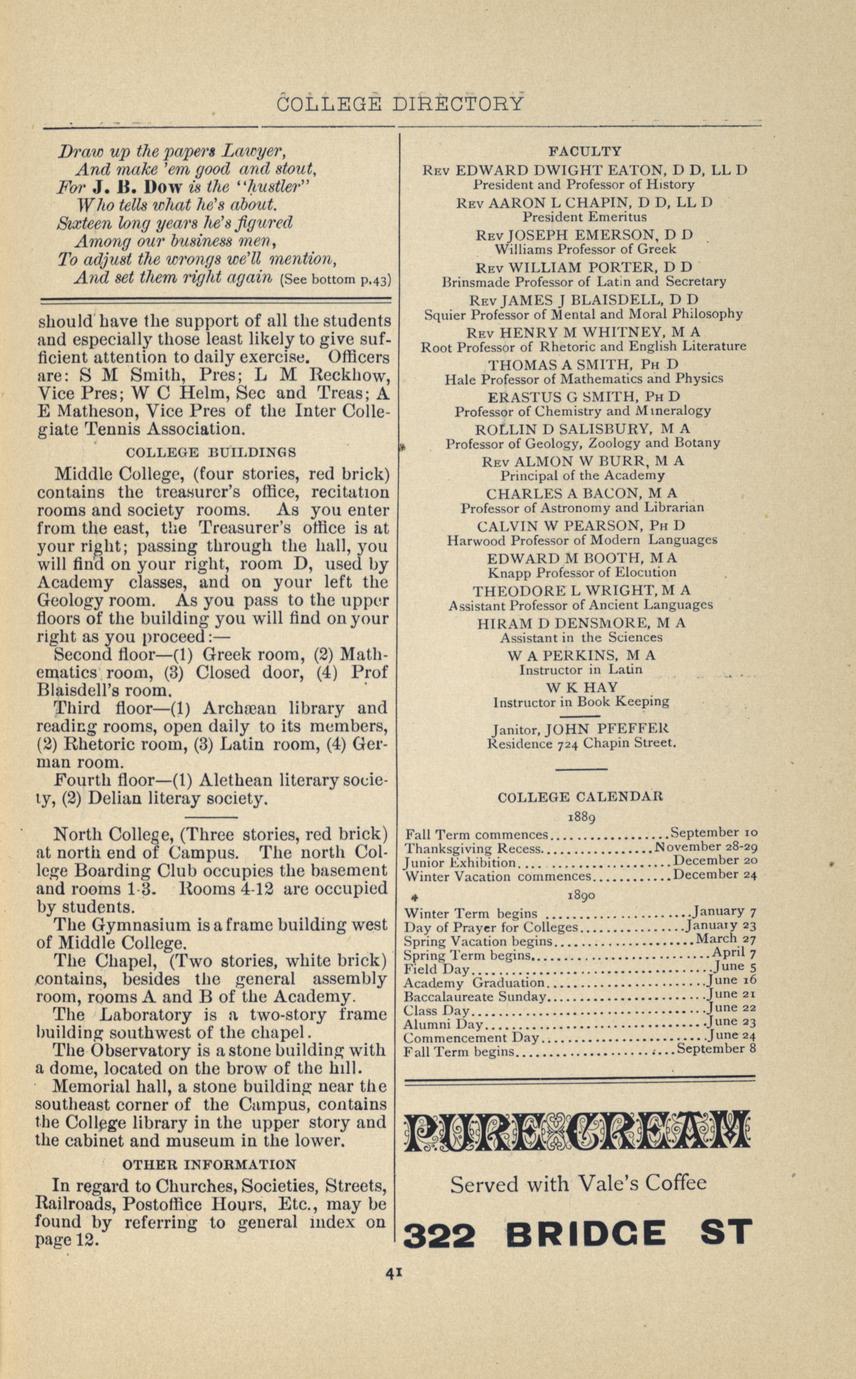 COLLEGE DIRECTORY
Draw up the papers Lawyer,
And make 'em good and stout,
For J. B. Dow is the "hustler"
Who tells what he's about.
Sixteen long years he's figured
Among our business men,
To adjust the wrongs we'll mention,
And set them right again (See bottom p.43)
should have the support of all the students
and especially those least likely to give suf-
ficient attention to daily exercise. Officers
are: S M Smith, Pres; L M Reckhow,
Vice Pres; W C Helm, Sec and Treas; A
E Matheson, Vice Pres of the Inter Colle-
giate Tennis Association.
COLLEGE BUILDINGS
Middle College, (four stories, red brick)
contains the treasurer's office, recitation
rooms and society rooms. As you enter
from the east, the Treasurer's office is at
your right; passing through the hall, you
will find on your right, room D, used by
Academy classes, and on your left the
Geology room. As you pass to the upper
floors of the building you will find on your
right as you proceed:—
Second floor—(1) Greek room, (2) Math-
ematics room, (3) Closed door, (4) Prof
Blaisdell's room.
Third floor—(1) Archæan library and
reading rooms, open daily to its members,
(2) Rhetoric room, (3) Latin room, (4) Ger-
man room.
Fourth floor—(1) Alethean literary socie-
ty, (2) Delian literay society.
North College, (Three stories, red brick)
at north end of Campus. The north Col-
lege Boarding Club occupies the basement
and rooms 1-3. Rooms 4-12 are occupied
by students.
The Gymnasium is a frame building west
of Middle College.
The Chapel, (Two stories, white brick)
contains, besides the general assembly
room, rooms A and B of the Academy.
The Laboratory is a two-story frame
building southwest of the chapel.
The Observatory is a stone building with
a dome, located on the brow of the hill.
Memorial hall, a stone building near the
southeast corner of the Campus, contains
the College library in the upper story and
the cabinet and museum in the lower.
OTHER INFORMATION
In regard to Churches, Societies, Streets,
Railroads, Postoffice Hours, Etc., may be
found by referring to general index on
page 12.
FACULTY
REV EDWARD DWIGHT EATON, D D, LL D
President and Professor of History
REV AARON L CHAPIN, D D, LL D
President Emeritus
REV JOSEPH EMERSON, D D
Williams Professor of Greek
REV WILLIAM PORTER, D D
Brinsmade Professor of Latin and Secretary
REV JAMES J BLAISDELL, D D
Squier Professor of Mental and Moral Philosophy
REV HENRY M WHITNEY, M A
Root Professor of Rhetoric and English Literature
THOMAS A SMITH, PH D
Hale Professor of Mathematics and Physics
ERASTUS G SMITH, PH D
Professor of Chemistry and Mineralogy
ROLLIN D SALISBURY, M A
Professor of Geology, Zoology and Botany
REV ALMON W BURR, M A
Principal of the Academy
CHARLES A BACON, M A
Professor of Astronomy and Librarian
CALVIN W PEARSON, PH D
Harwood Professor of Modern Languages
EDWARD M BOOTH, M A
Knapp Professor of Elocution
THEODORE L WRIGHT, M A
Assistant Professor of Ancient Languages
HIRAM D DENSMORE, M A
Assistant in the Sciences
W A PERKINS, M A
Instructor in Latin
W K HAY
Instructor in Book Keeping
Janitor, JOHN PFEFFER
Residence 724 Chapin Street.
COLLEGE CALENDAR
1889
Fall Term commences.................September 10
Thanksgiving Recess................November 28-29
Junior Exhibition.... ......................December 20
Winter Vacation commences...........December 24
1890
Winter Term begins .....................January 7
Day of Prayer for Colleges...............January 23
Spring Vacation begins....................March 27
Spring Term begins..........................April 7
Field Day...................................June 5
Academy Graduation.......................June 16
Baccalaureate Sunday.......................June 21
Class Day..................................June 22
Alumni Day................................June 23
Commencement Day........................June 24
Fall Term begins.......................September 8
PURE CREAM
Served with Vale's Coffee
322 BRIDGE ST
41